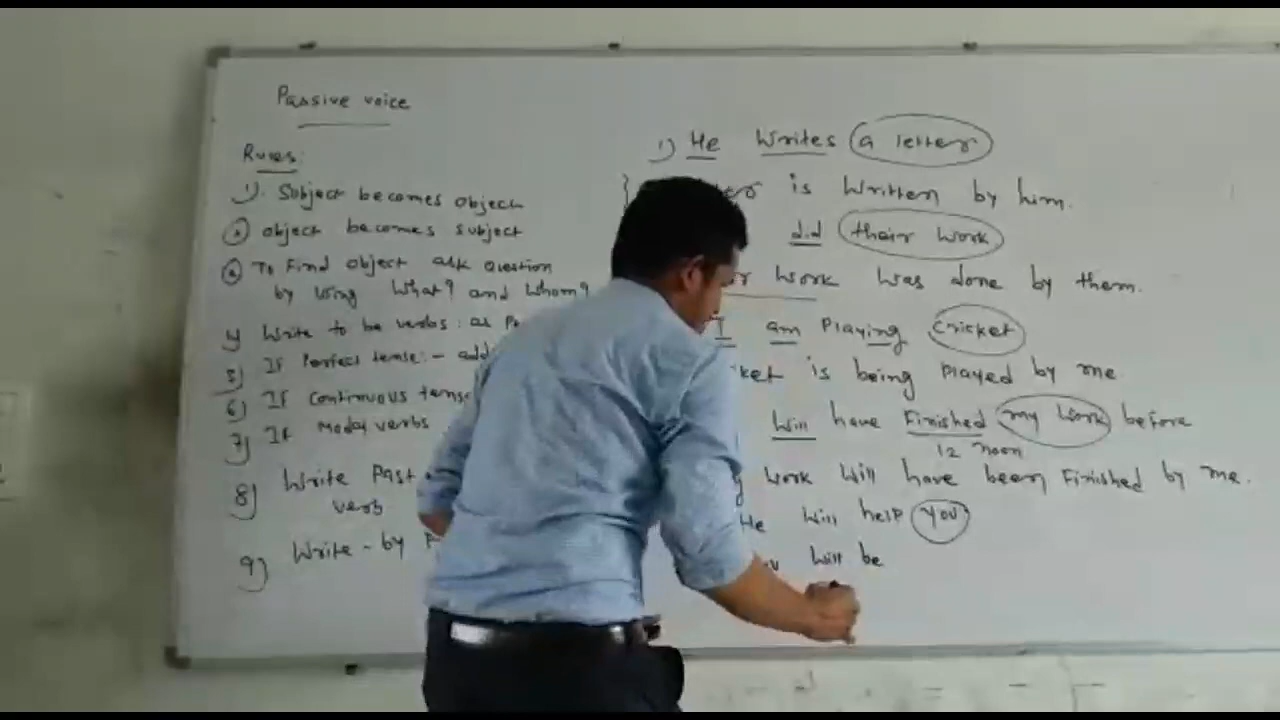 Passive voice
Rules:
1). Subject becomes object
2) object becomes subject
To Find object ask question
by using What? and Whom?
4) Write to be verbs: as
5) If Perfect tense:- add
6) If Continuous tens
7) If Modal verbs
8) Write Past
verb
9) Write - by
1) He Writes a letter
is Written by him.
did their work
work was done by them.
I am Playing cricket
ket is being Played by me
Will have Finished my work before
12 noon
work Will have been Finished by me.
He Will help you
Will be